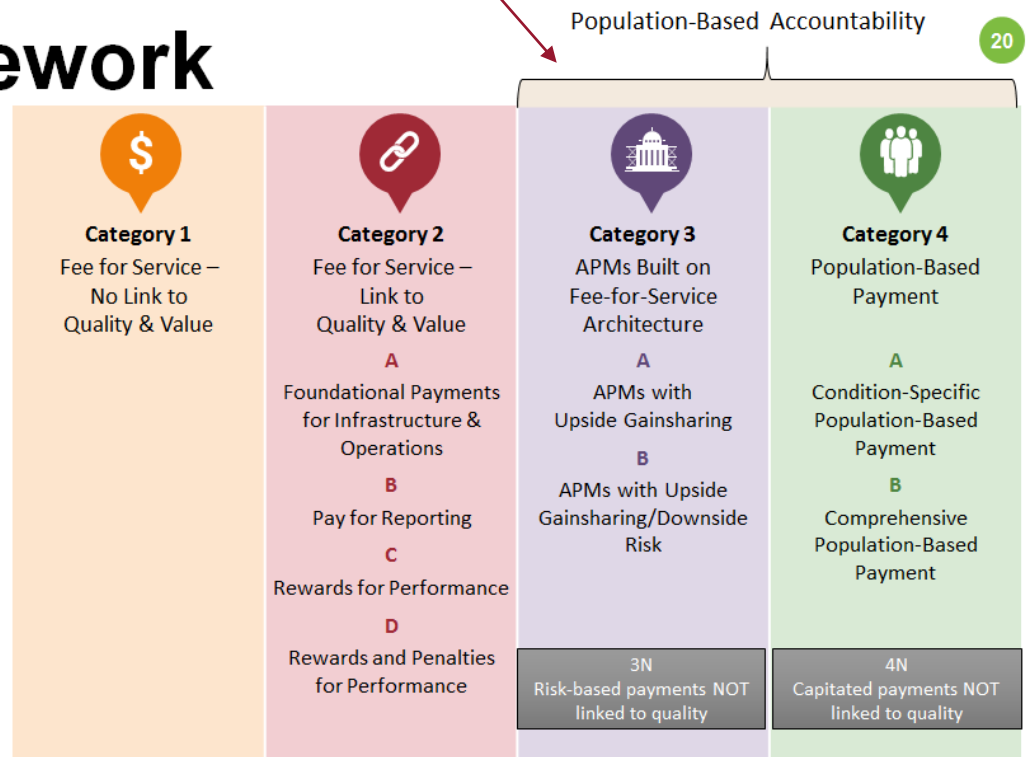 ework
Population-Based Accountability
20
$
Category 1
Fee for Service –
No Link to
Quality & Value
Category 2
Fee for Service –
Link to
Quality & Value
A
Foundational Payments
for Infrastructure &
Operations
B
Pay for Reporting
C
Rewards for Performance
D
Rewards and Penalties
for Performance
Category 3
APMs Built on
Fee-for-Service
Architecture
A
APMs with
Upside Gainsharing
B
APMs with Upside
Gainsharing/Downside
Risk
3N
Risk-based payments NOT
linked to quality
Category 4
Population-Based
Payment
A
Condition-Specific
Population-Based
Payment
B
Comprehensive
Population-Based
Payment
4N
Capitated payments NOT
linked to quality